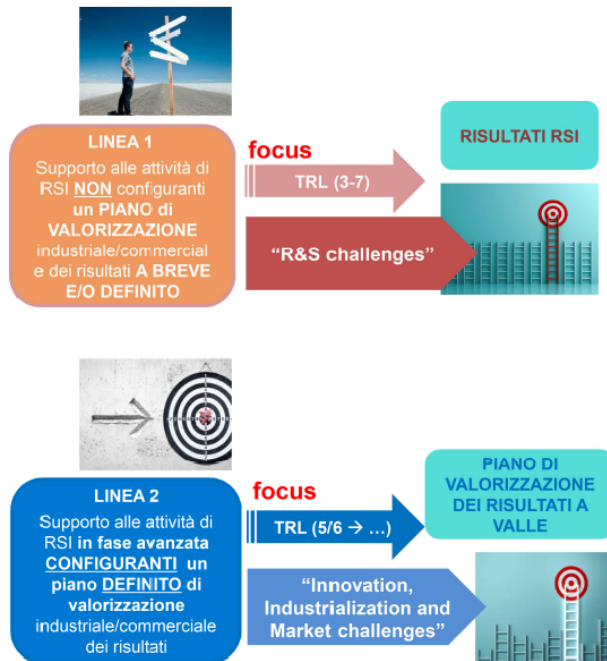 LINEA 1
Supporto alle attività di
RSI NON configuranti
un PIANO di
VALORIZZAZIONE
industriale/commercial
e dei risultati A BREVE
E/O DEFINITO
focus
TRL (3-7)
"R&S challenges"
RISULTATI RSI
LINEA 2
Supporto alle attività di
RSI in fase avanzata
CONFIGURANTI un
piano DEFINITO di
valorizzazione
industriale/commerciale
dei risultati
focus
TRL (5/6 → ...)
"Innovation,
Industrialization and
Market challenges"
PIANO DI
VALORIZZAZIONE
DEI RISULTATI A
VALLE